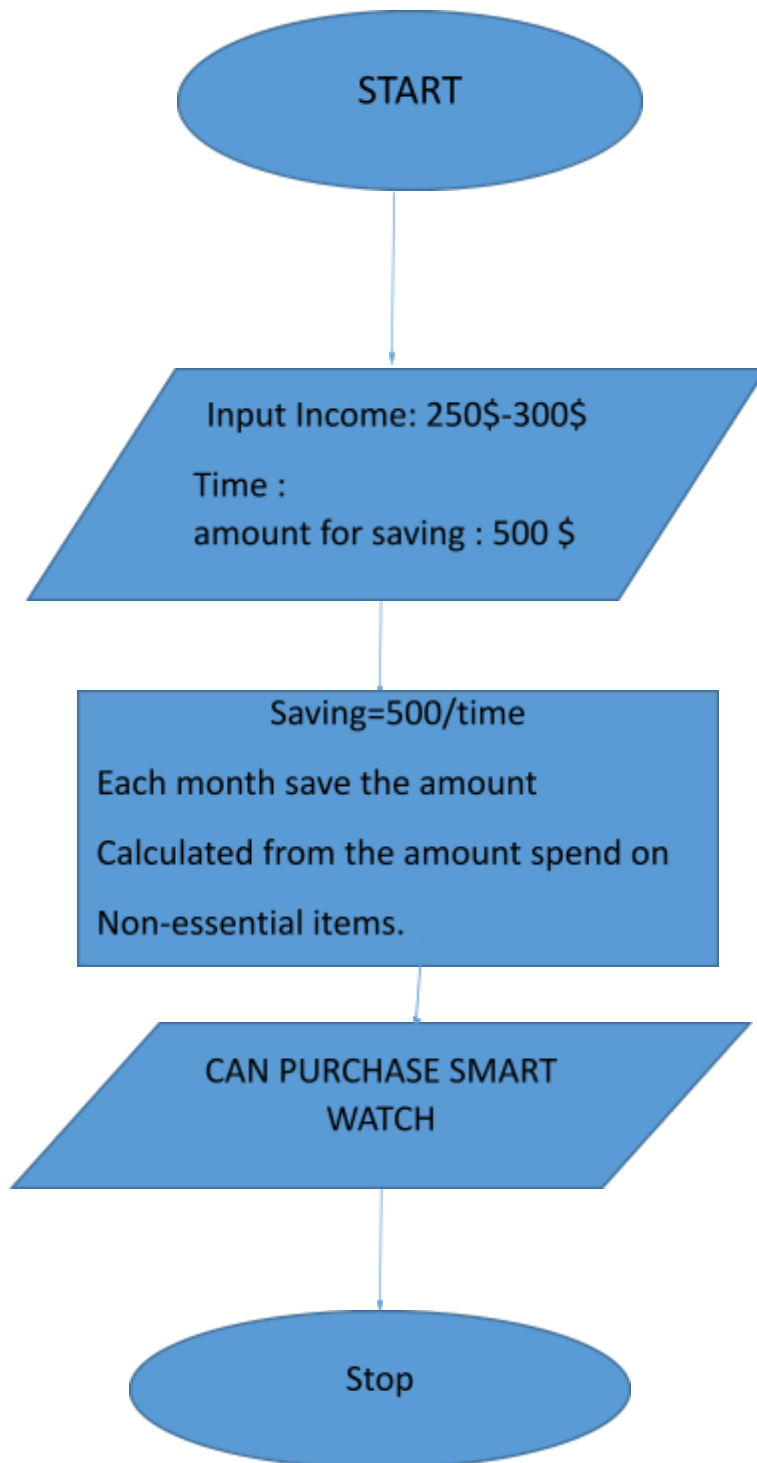 START
Input Income: 250$-300$
Time :
amount for saving : 500 $
Saving=500/time
Each month save the amount
Calculated from the amount spend on
Non-essential items.
CAN PURCHASE SMART
WATCH
Stop